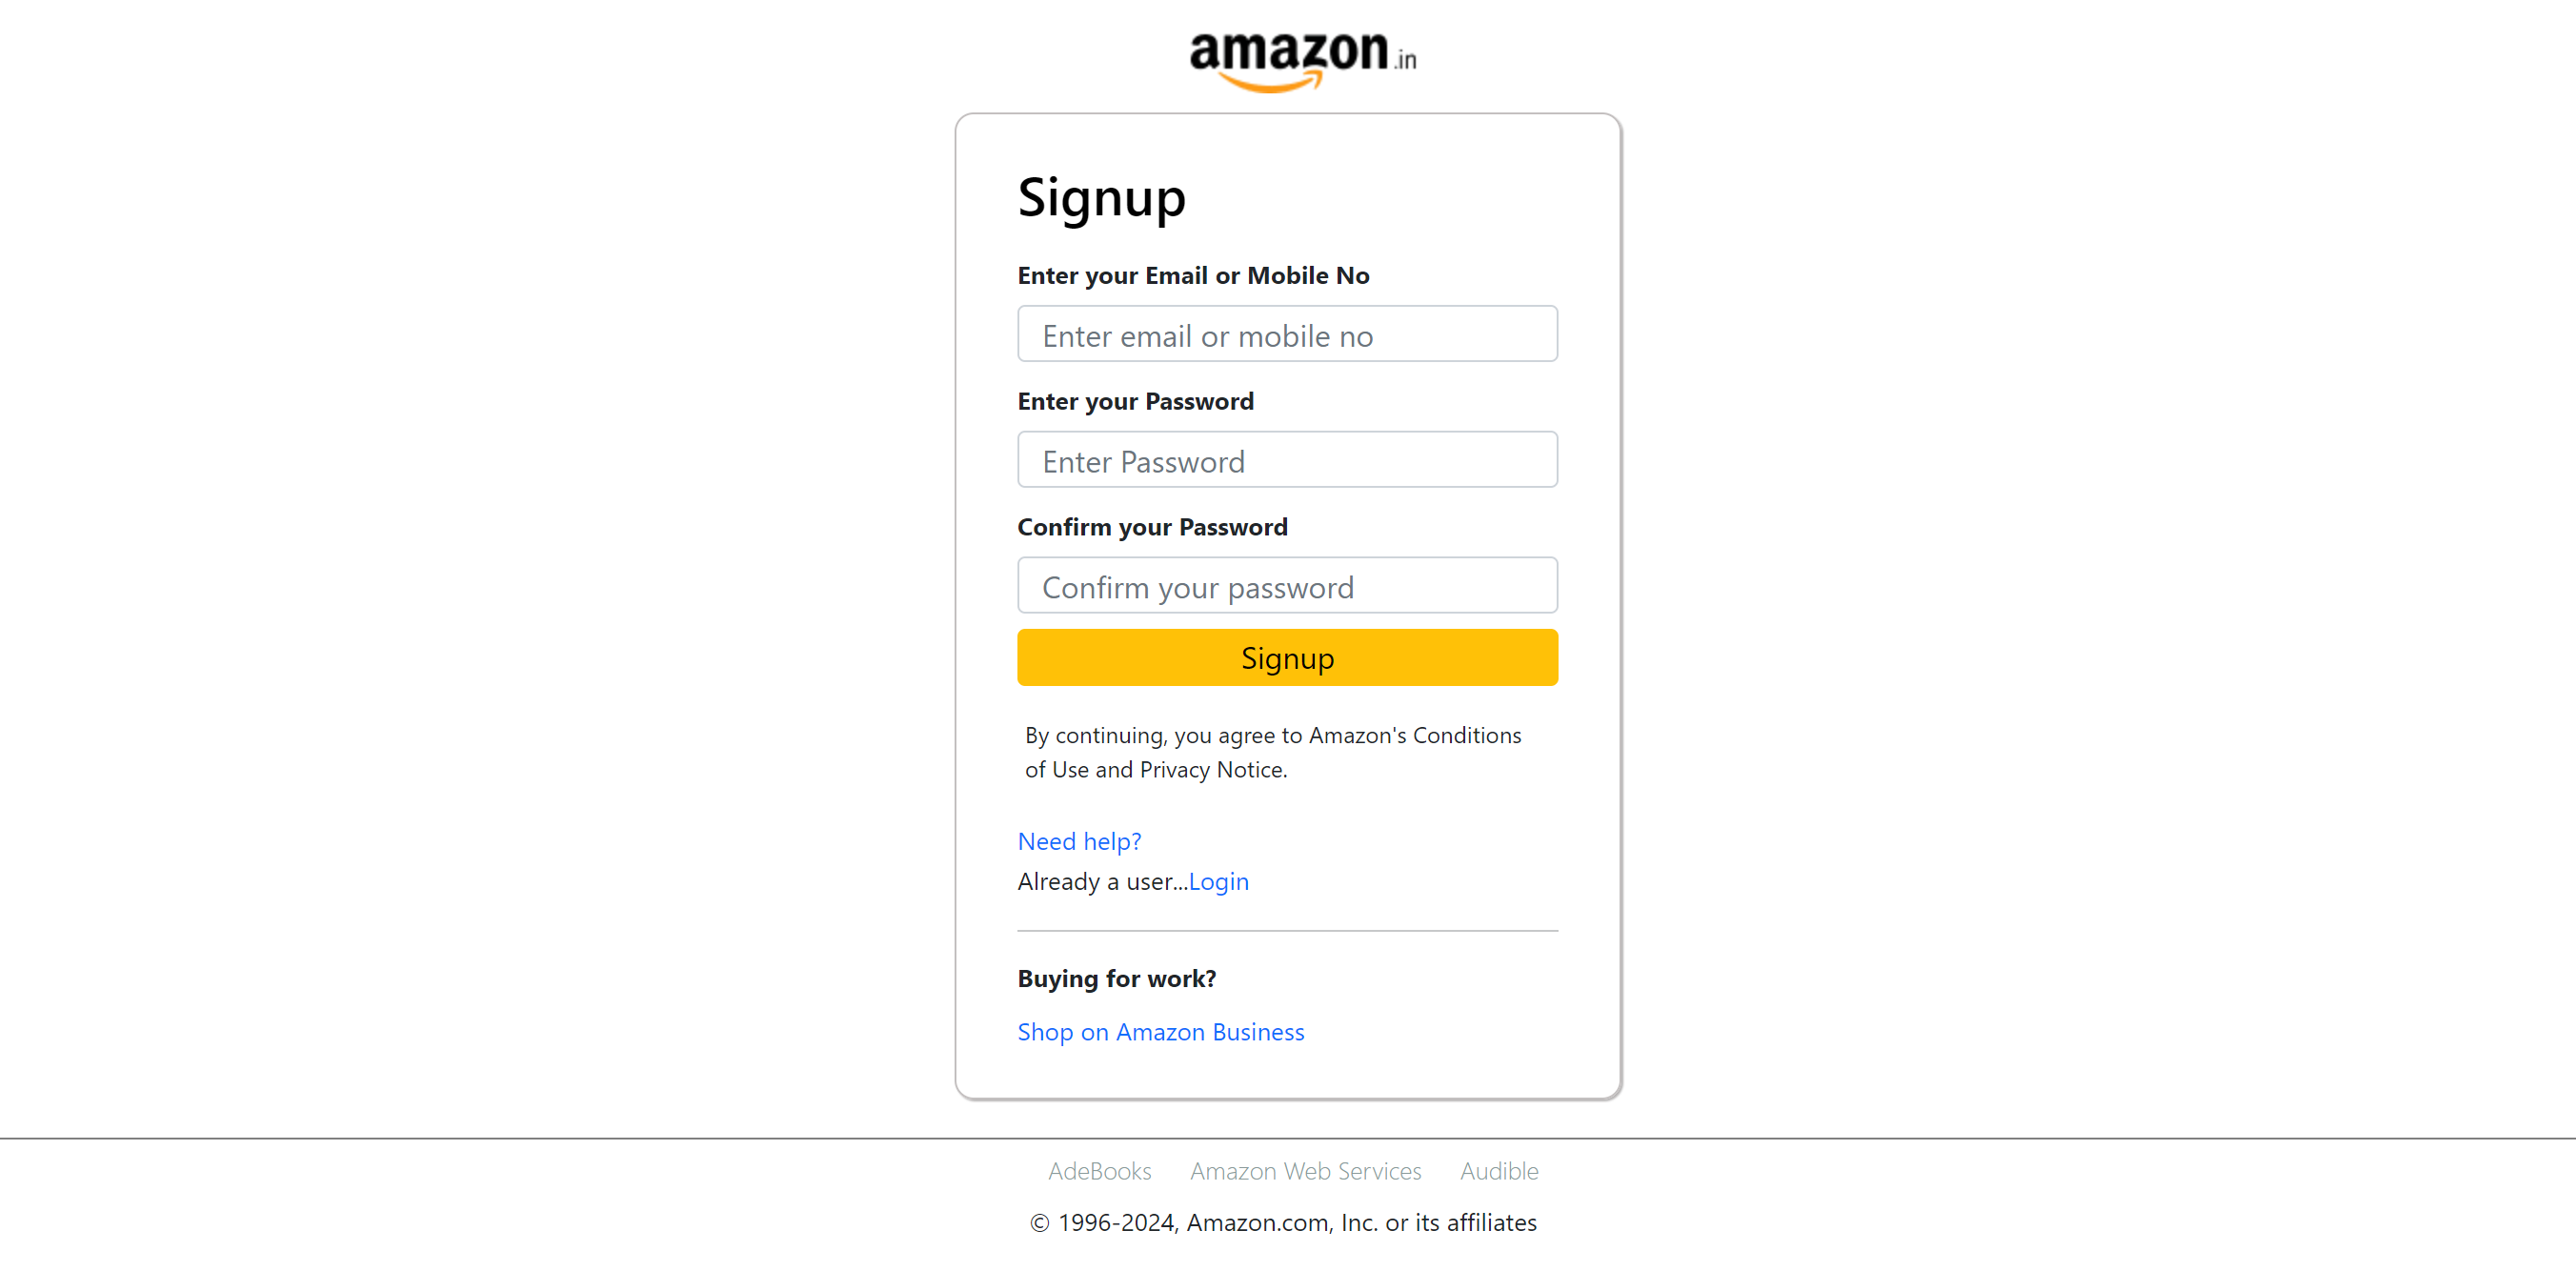 amazon.in
Signup
Enter your Email or Mobile No
Enter email or mobile no
Enter your Password
Enter Password
Confirm your Password
Confirm your password
Signup
By continuing, you agree to Amazon's Conditions
of Use and Privacy Notice.
Need help?
Already a user...Login
Buying for work?
Shop on Amazon Business
AdeBooks Amazon Web Services Audible
© 1996-2024, Amazon.com, Inc. or its affiliates